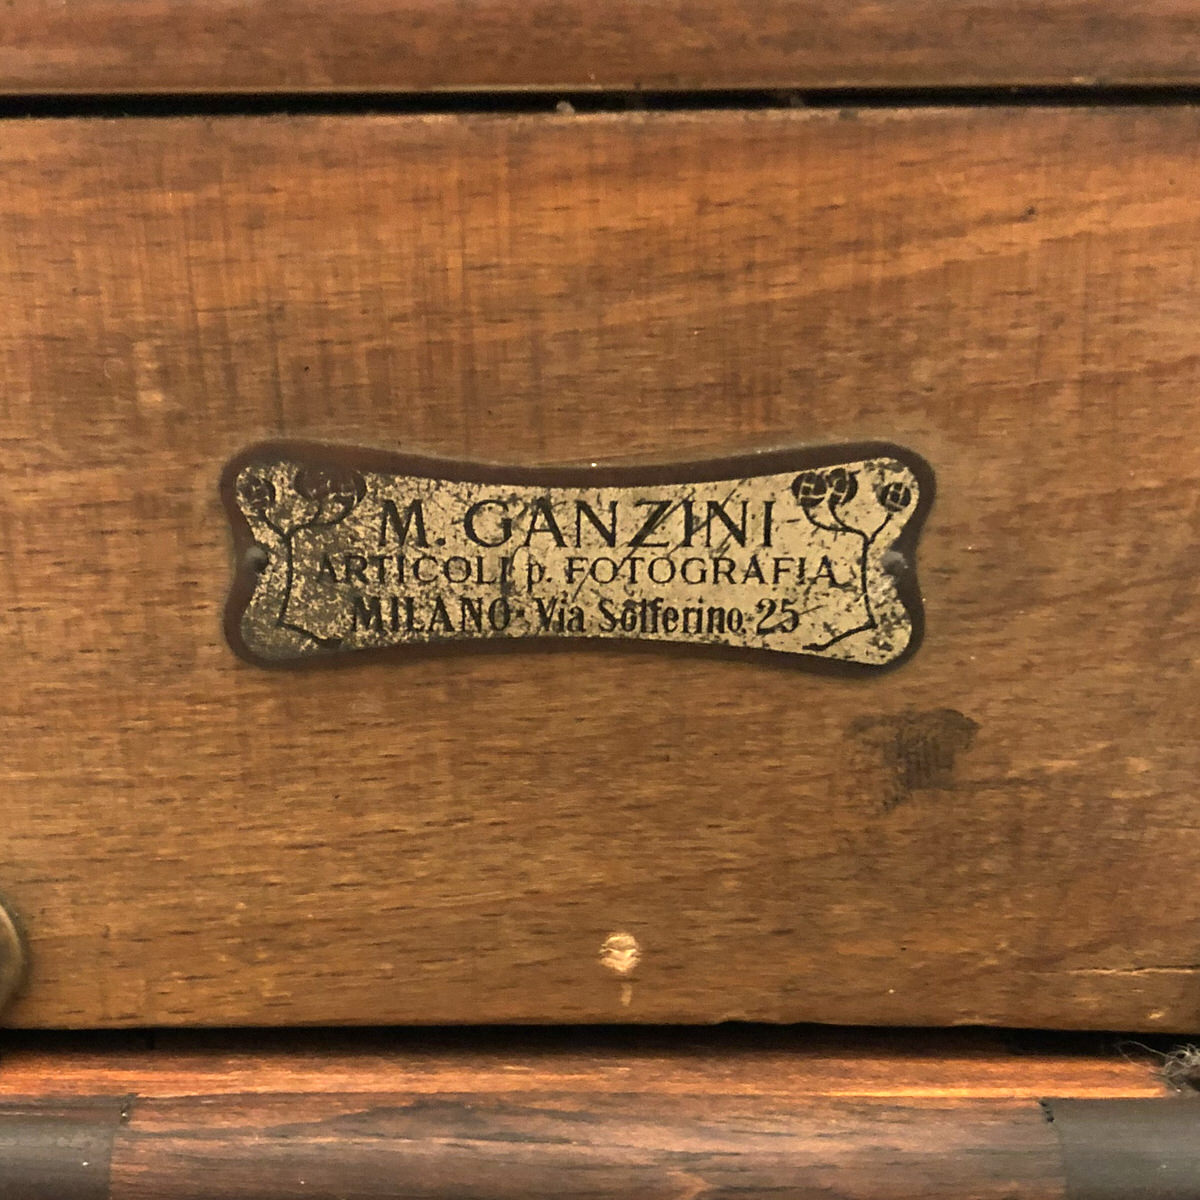 M. GANZINI
ARTICOLI p. FOTOGRAFIA
MILANO · Via Solferino 25